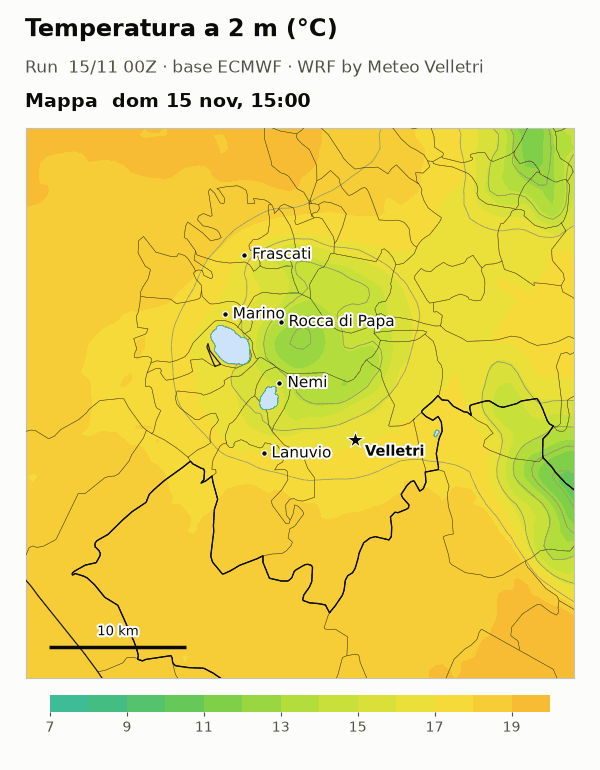 Temperatura a 2 m (°C)
Run  15/11 00Z · base ECMWF · WRF by Meteo Velletri
Mappa  dom 15 nov, 15:00
Frascati
Marino
Rocca di Papa
Nemi
Velletri
Lanuvio
10 km
7 9 11 13 15 17 19